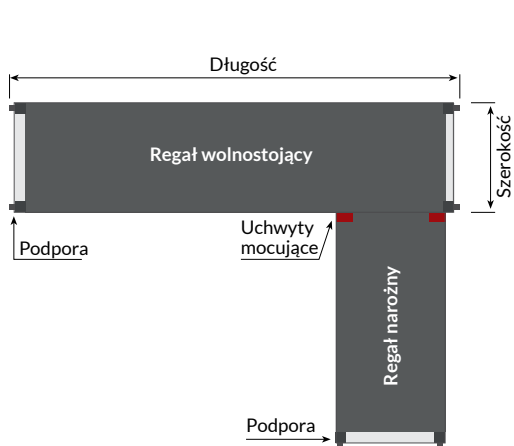 Długość
Regał wolnostojący
Szerokość
Podpora
Uchwyty
mocujące
Regał narożny
Podpora